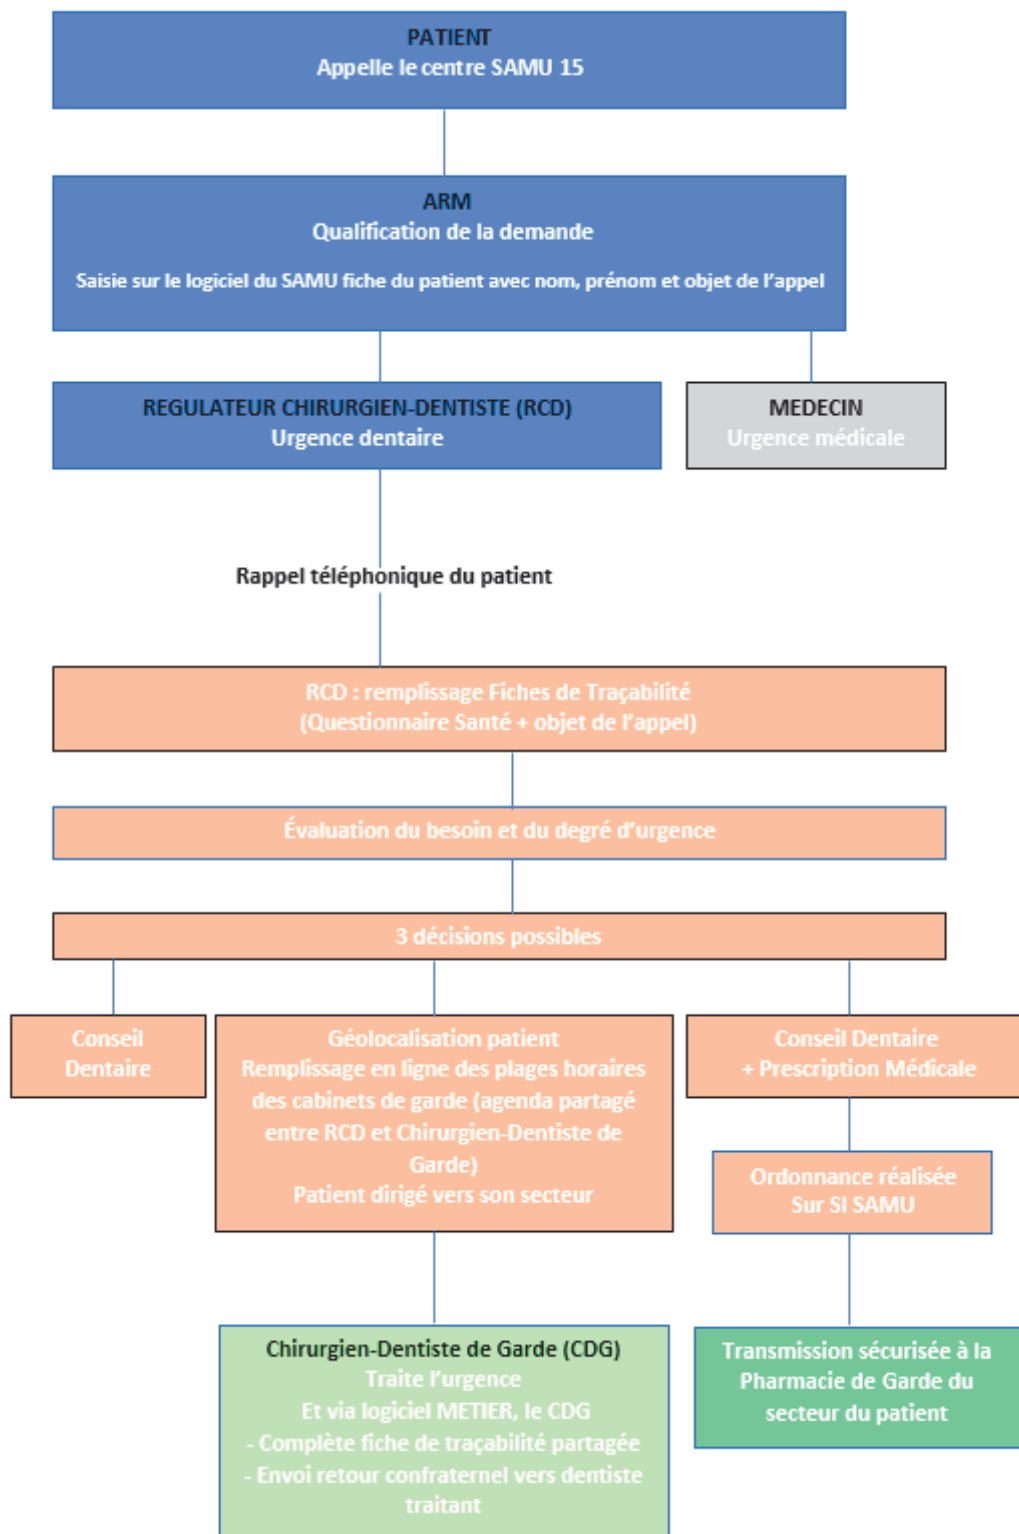 PATIENT
Appelle le centre SAMU 15
ARM
Qualification de la demande
Saisie sur le logiciel du SAMU fiche du patient avec nom, prénom et objet de l'appel
REGULATEUR CHIRURGIEN-DENTISTE (RCD)
Urgence dentaire
MEDECIN
Urgence médicale
Rappel téléphonique du patient
RCD : remplissage Fiches de Traçabilité
(Questionnaire Santé + objet de l'appel)
Évaluation du besoin et du degré d'urgence
3 décisions possibles
Conseil
Dentaire
Géolocalisation patient
Remplissage en ligne des plages horaires
des cabinets de garde (agenda partagé
entre RCD et Chirurgien-Dentiste de
Garde)
Patient dirigé vers son secteur
Conseil Dentaire
+ Prescription Médicale
Ordonnance réalisée
Sur SI SAMU
Chirurgien-Dentiste de Garde (CDG)
Traite l'urgence
Et via logiciel METIER, le CDG
- Complète fiche de traçabilité partagée
- Envoi retour confraternel vers dentiste
traitant
Transmission sécurisée à la
Pharmacie de Garde du
secteur du patient